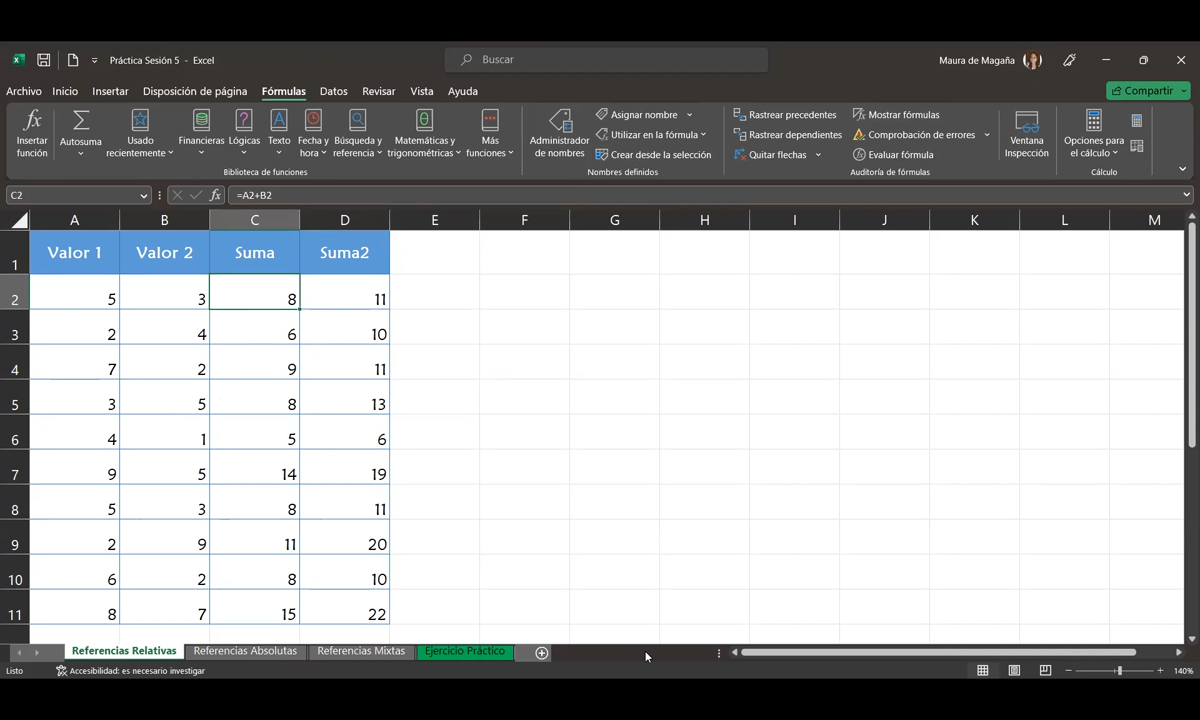 Práctica Sesión 5 - Excel
Buscar
Maura de Magaña
Archivo Inicio Insertar Disposición de página Fórmulas Datos Revisar Vista Ayuda
Compartir
Insertar función
Autosuma
Usado recientemente
Financieras
Lógicas
Texto
Fecha y hora
Búsqueda y referencia
Matemáticas y trigonométricas
Más funciones
Biblioteca de funciones
Administrador de nombres
Asignar nombre
Utilizar en la fórmula
Crear desde la selección
Nombres definidos
Rastrear precedentes
Rastrear dependientes
Quitar flechas
Mostrar fórmulas
Comprobación de errores
Evaluar fórmula
Auditoría de fórmulas
Ventana Inspección
Opciones para el cálculo
Cálculo
C2 fx =A2+B2
A B C D E F G H I J K L M
1 Valor 1 Valor 2 Suma Suma2
2 5 3 8 11
3 2 4 6 10
4 7 2 9 11
5 3 5 8 13
6 4 1 5 6
7 9 5 14 19
8 5 3 8 11
9 2 9 11 20
10 6 2 8 10
11 8 7 15 22
Referencias Relativas Referencias Absolutas Referencias Mixtas Ejercicio Práctico
Listo Accesibilidad: es necesario investigar 140%